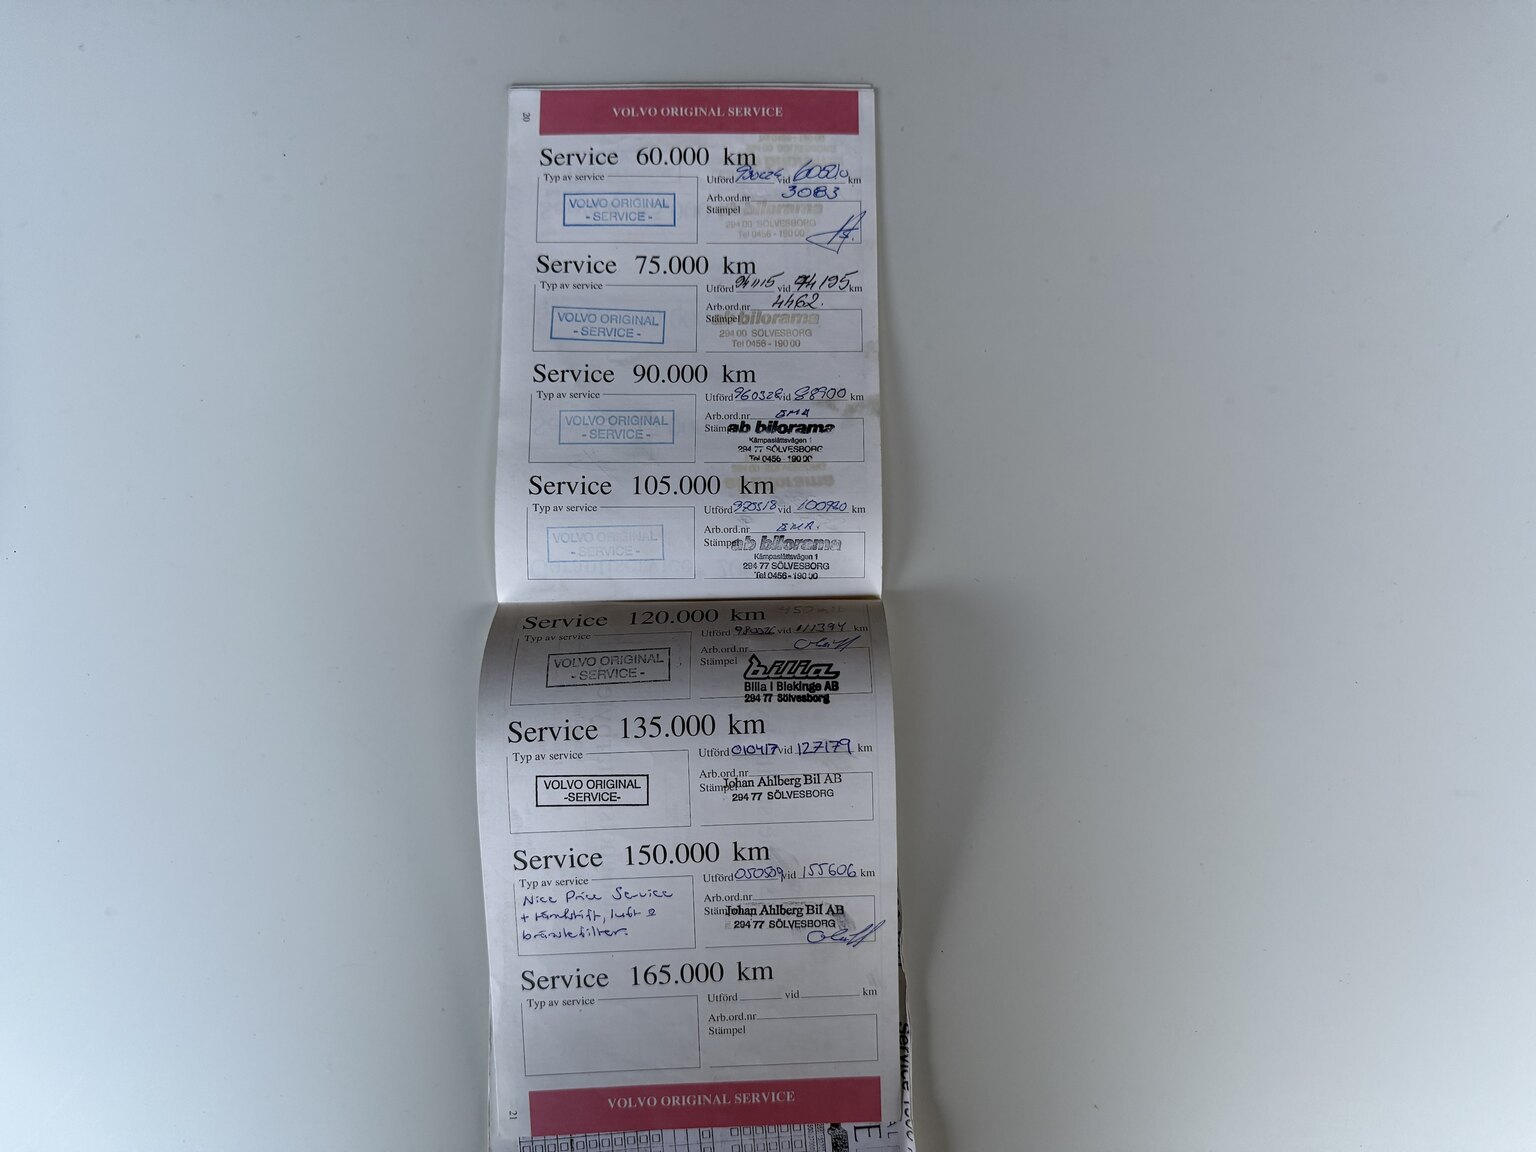 20
VOLVO ORIGINAL SERVICE
Service 60.000 km
Typ av service
VOLVO ORIGINAL
- SERVICE -
Utförd vid km
Arb.ord.nr 3083
Stämpel
ab bilorama
294 00 SÖLVESBORG
Tel 0456 - 190 00
Service 75.000 km
Typ av service
VOLVO ORIGINAL
- SERVICE -
Utförd 941115 vid km
Arb.ord.nr 4462.
Stämpel
ab bilorama
294 00 SÖLVESBORG
Tel 0456 - 190 00
Service 90.000 km
Typ av service
VOLVO ORIGINAL
- SERVICE -
Utförd vid 88900 km
Arb.ord.nr
Stämpel
ab bilorama
Kämpaslättsvägen 1
294 77 SÖLVESBORG
Tel 0456 - 190 00
Service 105.000 km
Typ av service
VOLVO ORIGINAL
- SERVICE -
Utförd 970518 vid km
Arb.ord.nr
Stämpel
ab bilorama
Kämpaslättsvägen 1
294 77 SÖLVESBORG
Tel 0456 - 190 00
Service 120.000 km
Typ av service
VOLVO ORIGINAL
- SERVICE -
Utförd vid 111394 km
Arb.ord.nr
Stämpel
bilia
Bilia i Blekinge AB
294 77 Sölvesborg
Service 135.000 km
Typ av service
VOLVO ORIGINAL
-SERVICE-
Utförd 010417 vid 127179 km
Arb.ord.nr
Stämpel
Johan Ahlberg Bil AB
294 77 SÖLVESBORG
Service 150.000 km
Typ av service
Nice Price Service
+ tändstift, luft &
bränslefilter.
Utförd 050509 vid 155606 km
Arb.ord.nr
Stämpel
Johan Ahlberg Bil AB
294 77 SÖLVESBORG
Service 165.000 km
Typ av service
Utförd vid km
Arb.ord.nr
Stämpel
VOLVO ORIGINAL SERVICE
21